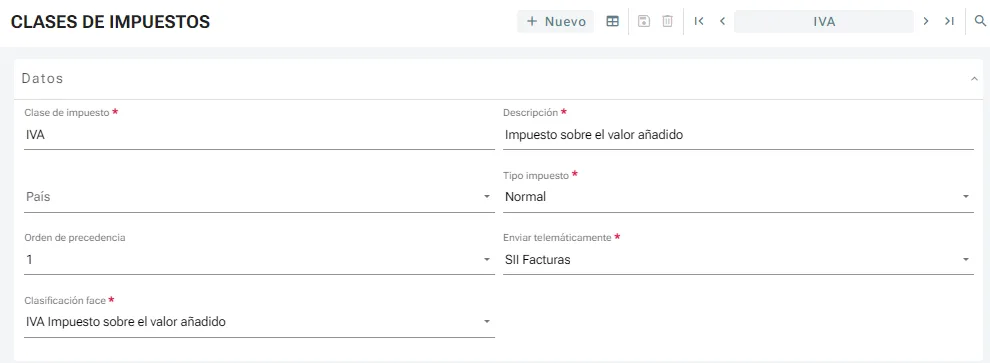 CLASES DE IMPUESTOS
+ Nuevo
IVA
Datos
Clase de impuesto *
Descripción *
IVA
Impuesto sobre el valor añadido
Tipo impuesto *
País
Normal
Orden de precedencia
Enviar telemáticamente *
1
SII Facturas
Clasificación face *
IVA Impuesto sobre el valor añadido